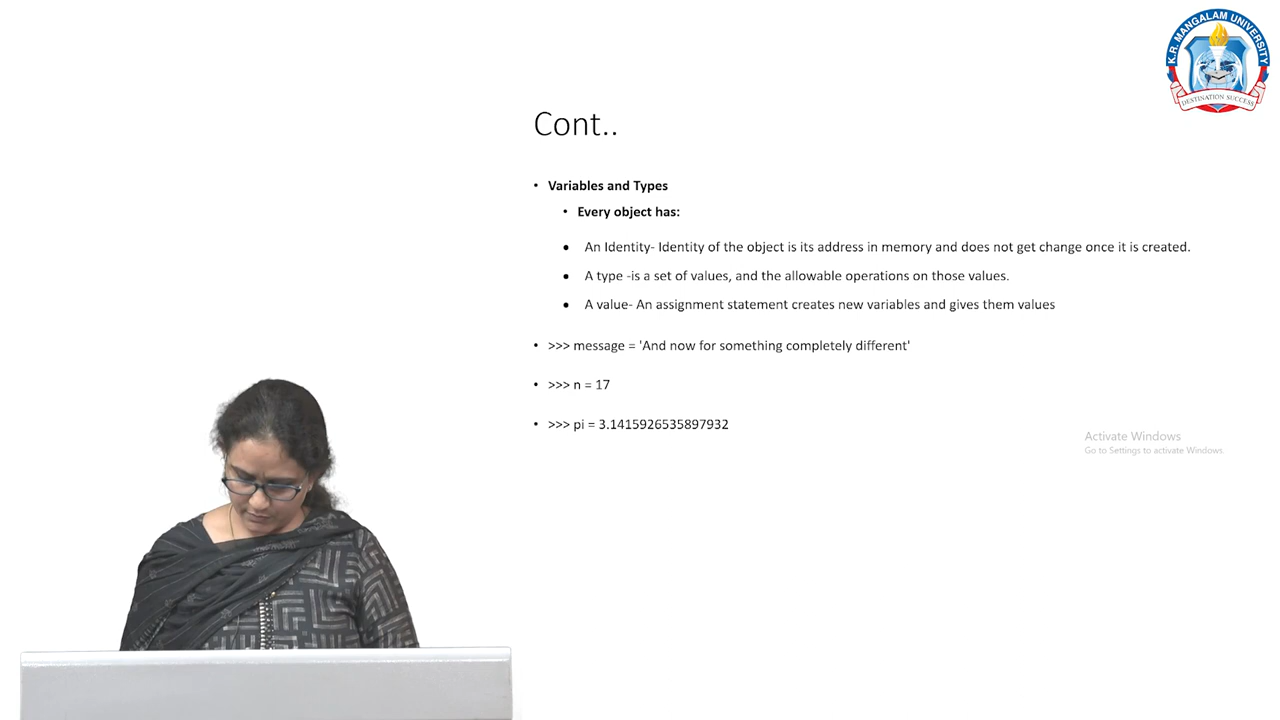 K.R. MANGALAM UNIVERSITY
DESTINATION SUCCESS
Cont..
• Variables and Types
• Every object has:
• An Identity- Identity of the object is its address in memory and does not get change once it is created.
• A type -is a set of values, and the allowable operations on those values.
• A value- An assignment statement creates new variables and gives them values
• >>> message = 'And now for something completely different'
• >>> n = 17
• >>> pi = 3.1415926535897932
Activate Windows
Go to Settings to activate Windows.